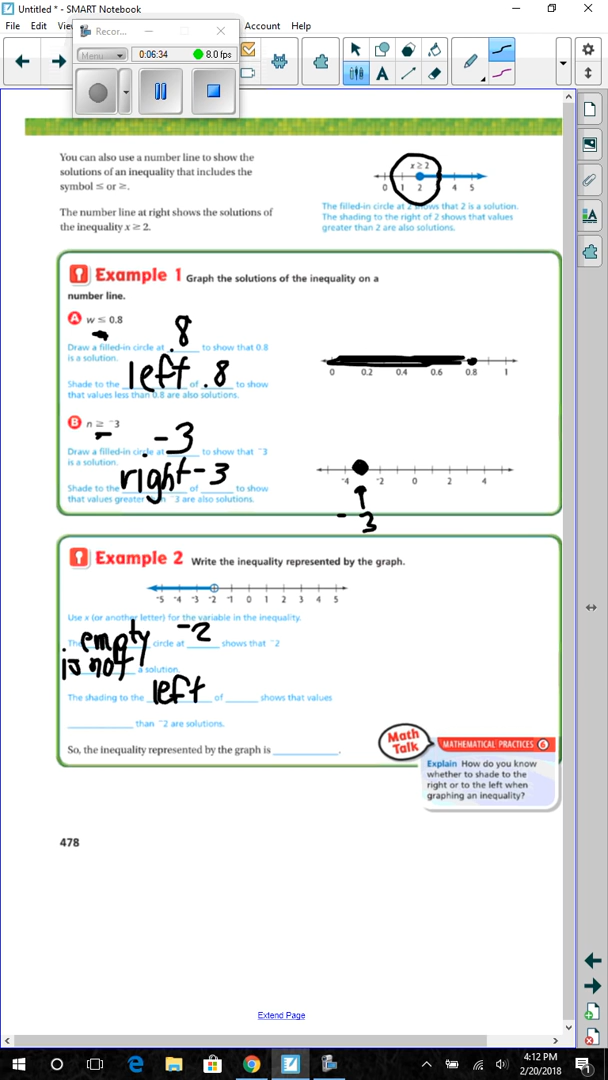 Untitled * - SMART Notebook
File Edit Vie Account Help
Recor...
Menu 0:06:34 8.0 fps
You can also use a number line to show the
solutions of an inequality that includes the
symbol ≤ or ≥.
The number line at right shows the solutions of
the inequality x ≥ 2.
x ≥ 2
0 1 2 4 5
The filled-in circle at 2 shows that 2 is a solution.
The shading to the right of 2 shows that values
greater than 2 are also solutions.
Example 1 Graph the solutions of the inequality on a
number line.
A w ≤ 0.8
Draw a filled-in circle at .8 to show that 0.8
is a solution.
Shade to the left of .8 to show
that values less than 0.8 are also solutions.
0 0.2 0.4 0.6 0.8 1
B n ≥ ⁻3
Draw a filled-in circle at -3 to show that ⁻3
is a solution.
Shade to the right of -3 to show
that values greater ⁻3 are also solutions.
-4 -2 0 2 4
-3
Example 2 Write the inequality represented by the graph.
-5 -4 -3 -2 -1 0 1 2 3 4 5
Use x (or another letter) for the variable in the inequality.
The empty circle at -2 shows that ⁻2
is not a solution.
The shading to the left of ______ shows that values
____________ than ⁻2 are solutions.
So, the inequality represented by the graph is ____________.
Math
Talk
MATHEMATICAL PRACTICES 6
Explain How do you know
whether to shade to the
right or to the left when
graphing an inequality?
478
Extend Page
4:12 PM
2/20/2018